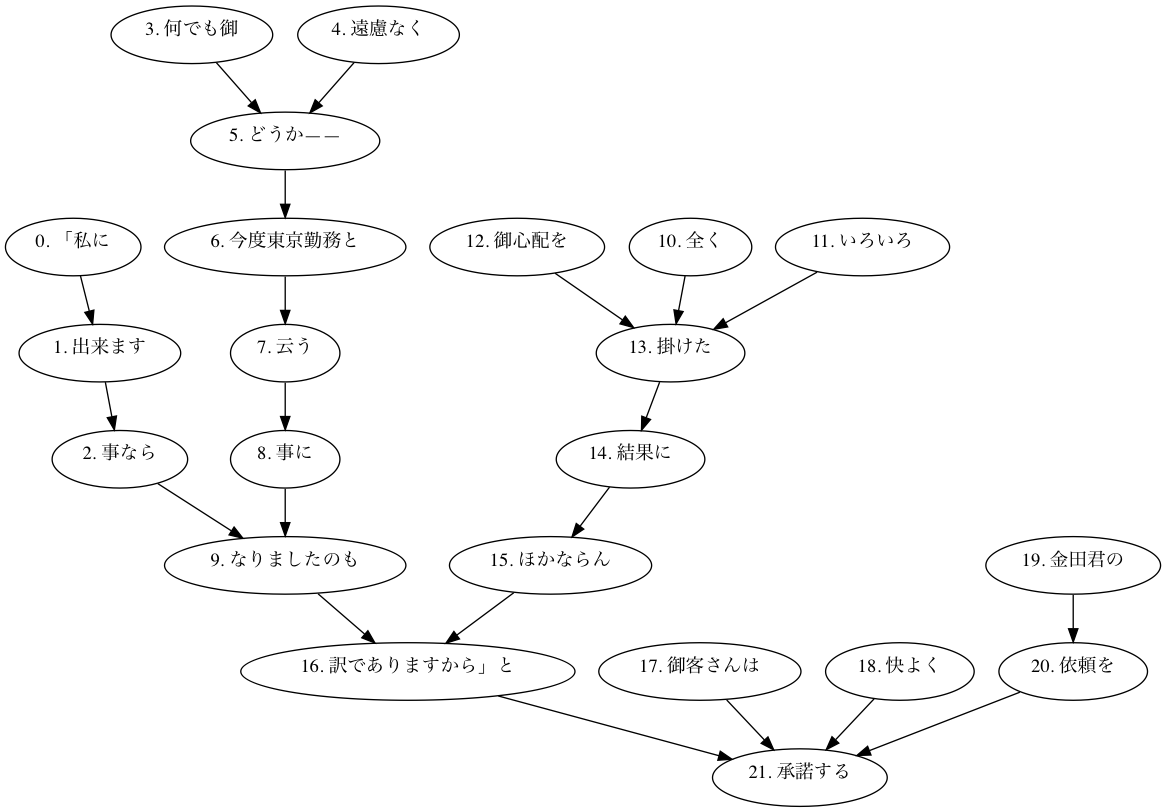 3. 何でも御
4. 遠慮なく
5. どうか——
0. 「私に
6. 今度東京勤務と
12. 御心配を
10. 全く
11. いろいろ
1. 出来ます
7. 云う
13. 掛けた
2. 事なら
8. 事に
14. 結果に
9. なりましたのも
15. ほかならん
19. 金田君の
16. 訳でありますから」と
17. 御客さんは
18. 快よく
20. 依頼を
21. 承諾する